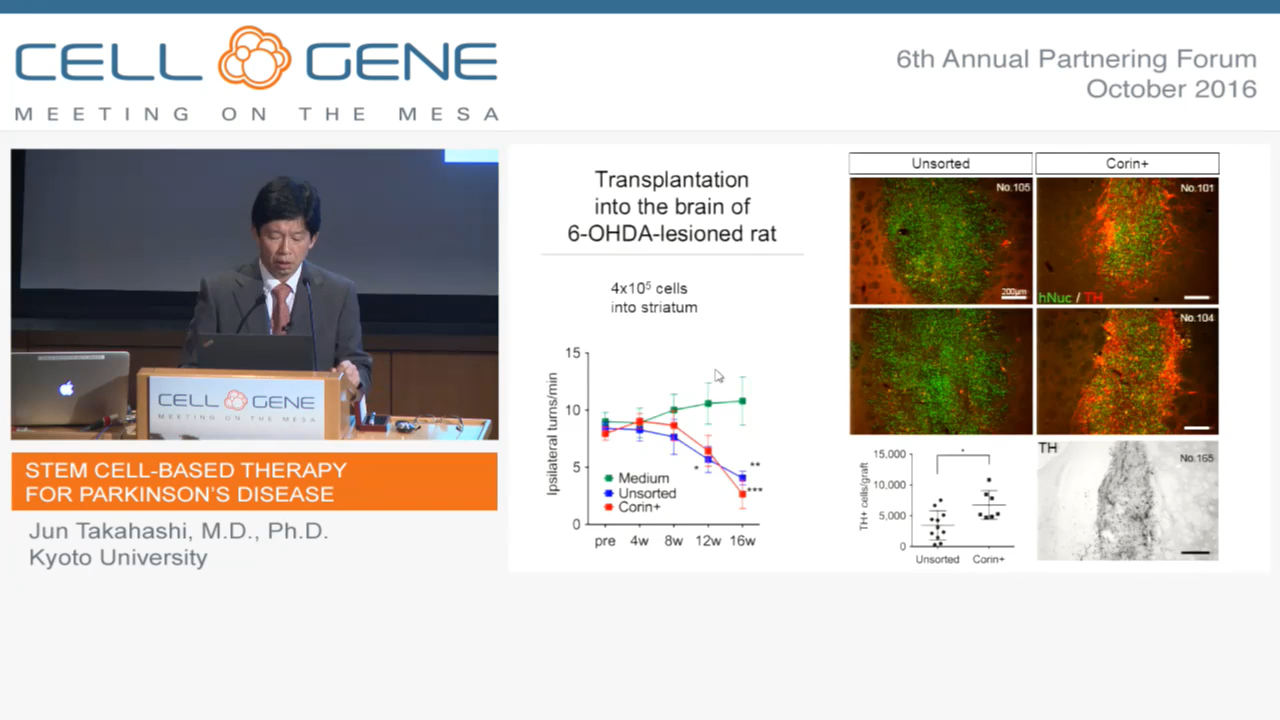 CELL GENE
MEETING ON THE MESA
6th Annual Partnering Forum
October 2016
CELL GENE
MEETING ON THE MESA
STEM CELL-BASED THERAPY
FOR PARKINSON'S DISEASE
Jun Takahashi, M.D., Ph.D.
Kyoto University
Transplantation
into the brain of
6-OHDA-lesioned rat
4x10⁵ cells
into striatum
Ipsilateral turns/min
15
10
5
0
Medium
Unsorted
Corin+
*
**
***
pre 4w 8w 12w 16w
Unsorted
Corin+
No.105
200µm
hNuc / TH
No.101
No.104
TH+ cells/graft
15,000
10,000
5,000
0
*
Unsorted Corin+
TH
No.165